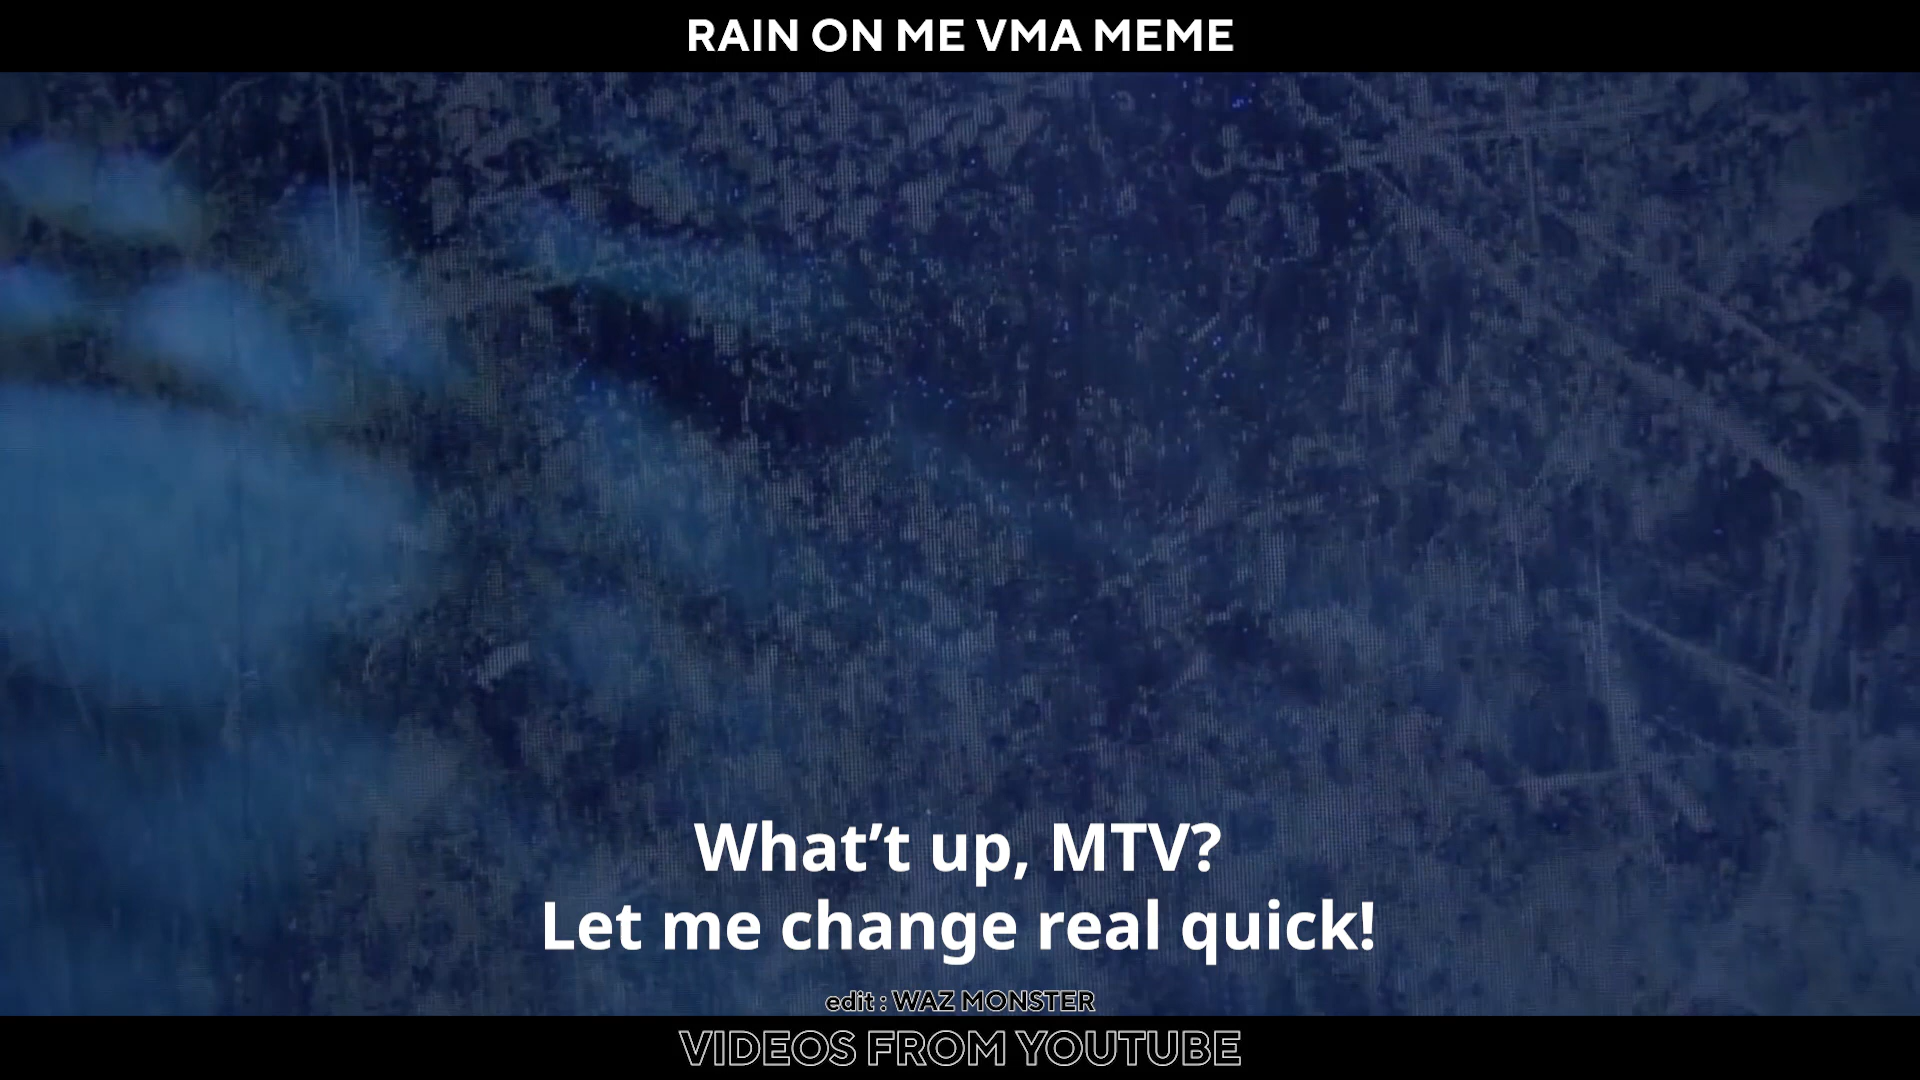 RAIN ON ME VMA MEME
What’t up, MTV?
Let me change real quick!
edit : WAZ MONSTER
VIDEOS FROM YOUTUBE